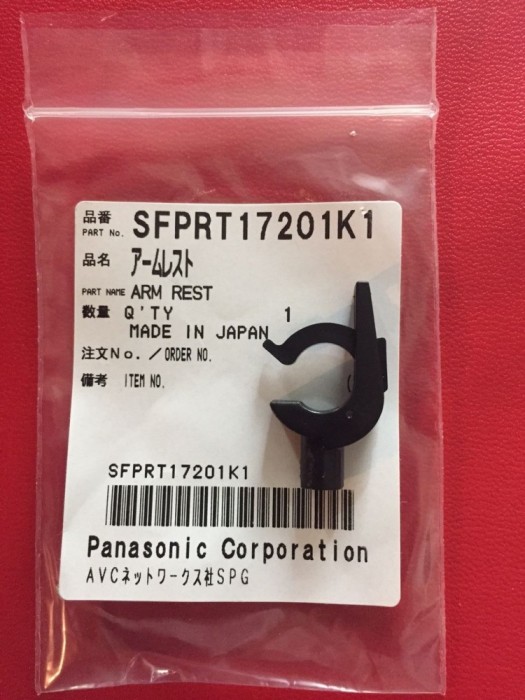 品番
PART No. SFPRT17201K1
品名 アームレスト
PART NAME ARM REST
数量 Q'TY 1
MADE IN JAPAN
注文No./ORDER NO.
備考 ITEM NO.
SFPRT17201K1
Panasonic Corporation
AVCネットワークス社SPG